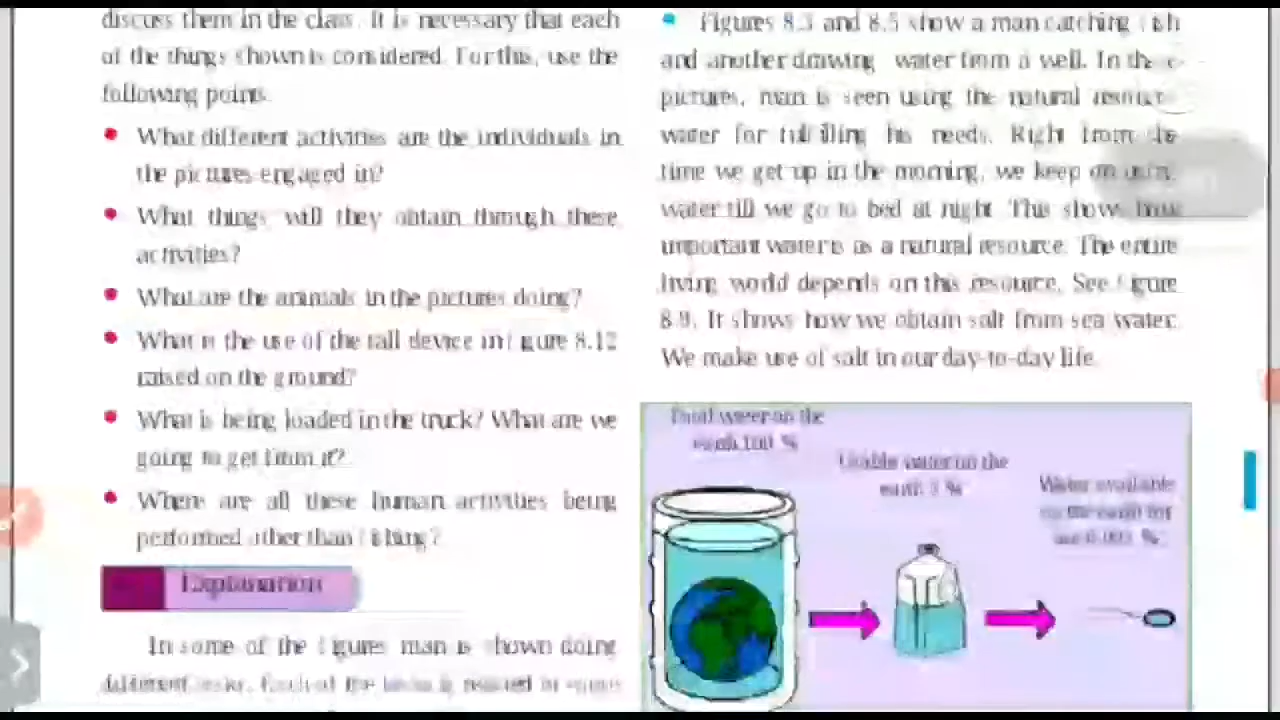 discuss them in the class. It is necessary that each
of the things shown is considered. For this, use the
following points.
• What different activities are the individuals in
the pictures engaged in?
• What things will they obtain through these
activities?
• What are the animals in the pictures doing?
• What is the use of the tall device in figure 8.12
raised on the ground?
• What is being loaded in the truck? What are we
going to get from it?
• Where are all these human activities being
performed other than fishing?
Explanation
In some of the figures man is shown doing
different
• Figures 8.3 and 8.5 show a man catching fish
and another drawing water from a well. In these
pictures, man is seen using the natural resource
water for fulfilling his needs. Right from the
time we get up in the morning, we keep on using
water till we go to bed at night. This shows how
important water is as a natural resource. The entire
living world depends on this resource. See figure
8.9. It shows how we obtain salt from sea water.
We make use of salt in our day-to-day life.
Total water on the
earth 100 %
Usable water on the
earth 3 %
Water available
on the earth for
use 0.003 %